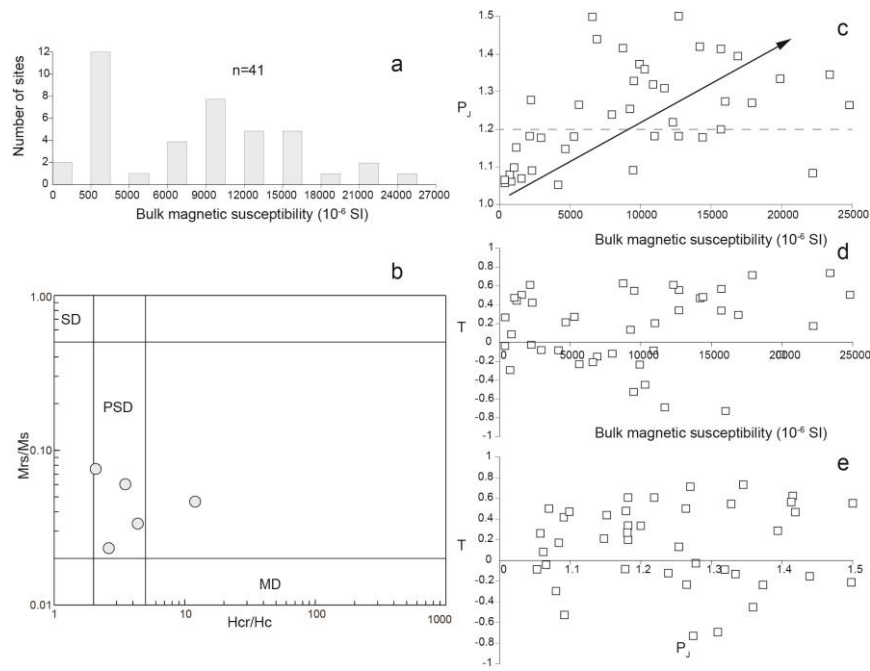 a
n=41
Number of sites
12
10
8
6
4
2
0
0 500 5000 6000 9000 12000 15000 18000 21000 24000 27000
Bulk magnetic susceptibility (10⁻⁶ SI)
b
1.00
SD
PSD
Mrs/Ms
0.10
MD
0.01
1 10 100 1000
Hcr/Hc
c
1.5
1.4
1.3
P_J
1.2
1.1
1.0
0 5000 10000 15000 20000 25000
Bulk magnetic susceptibility (10⁻⁶ SI)
d
1
0.8
0.6
0.4
T
0.2
0
0 5000 10000 15000 20000 25000
-0.2
-0.4
-0.6
-0.8
-1
Bulk magnetic susceptibility (10⁻⁶ SI)
e
1
0.8
0.6
0.4
T
0.2
0
0 1.1 1.2 1.3 1.4 1.5
-0.2
-0.4
-0.6
-0.8
P_J
1